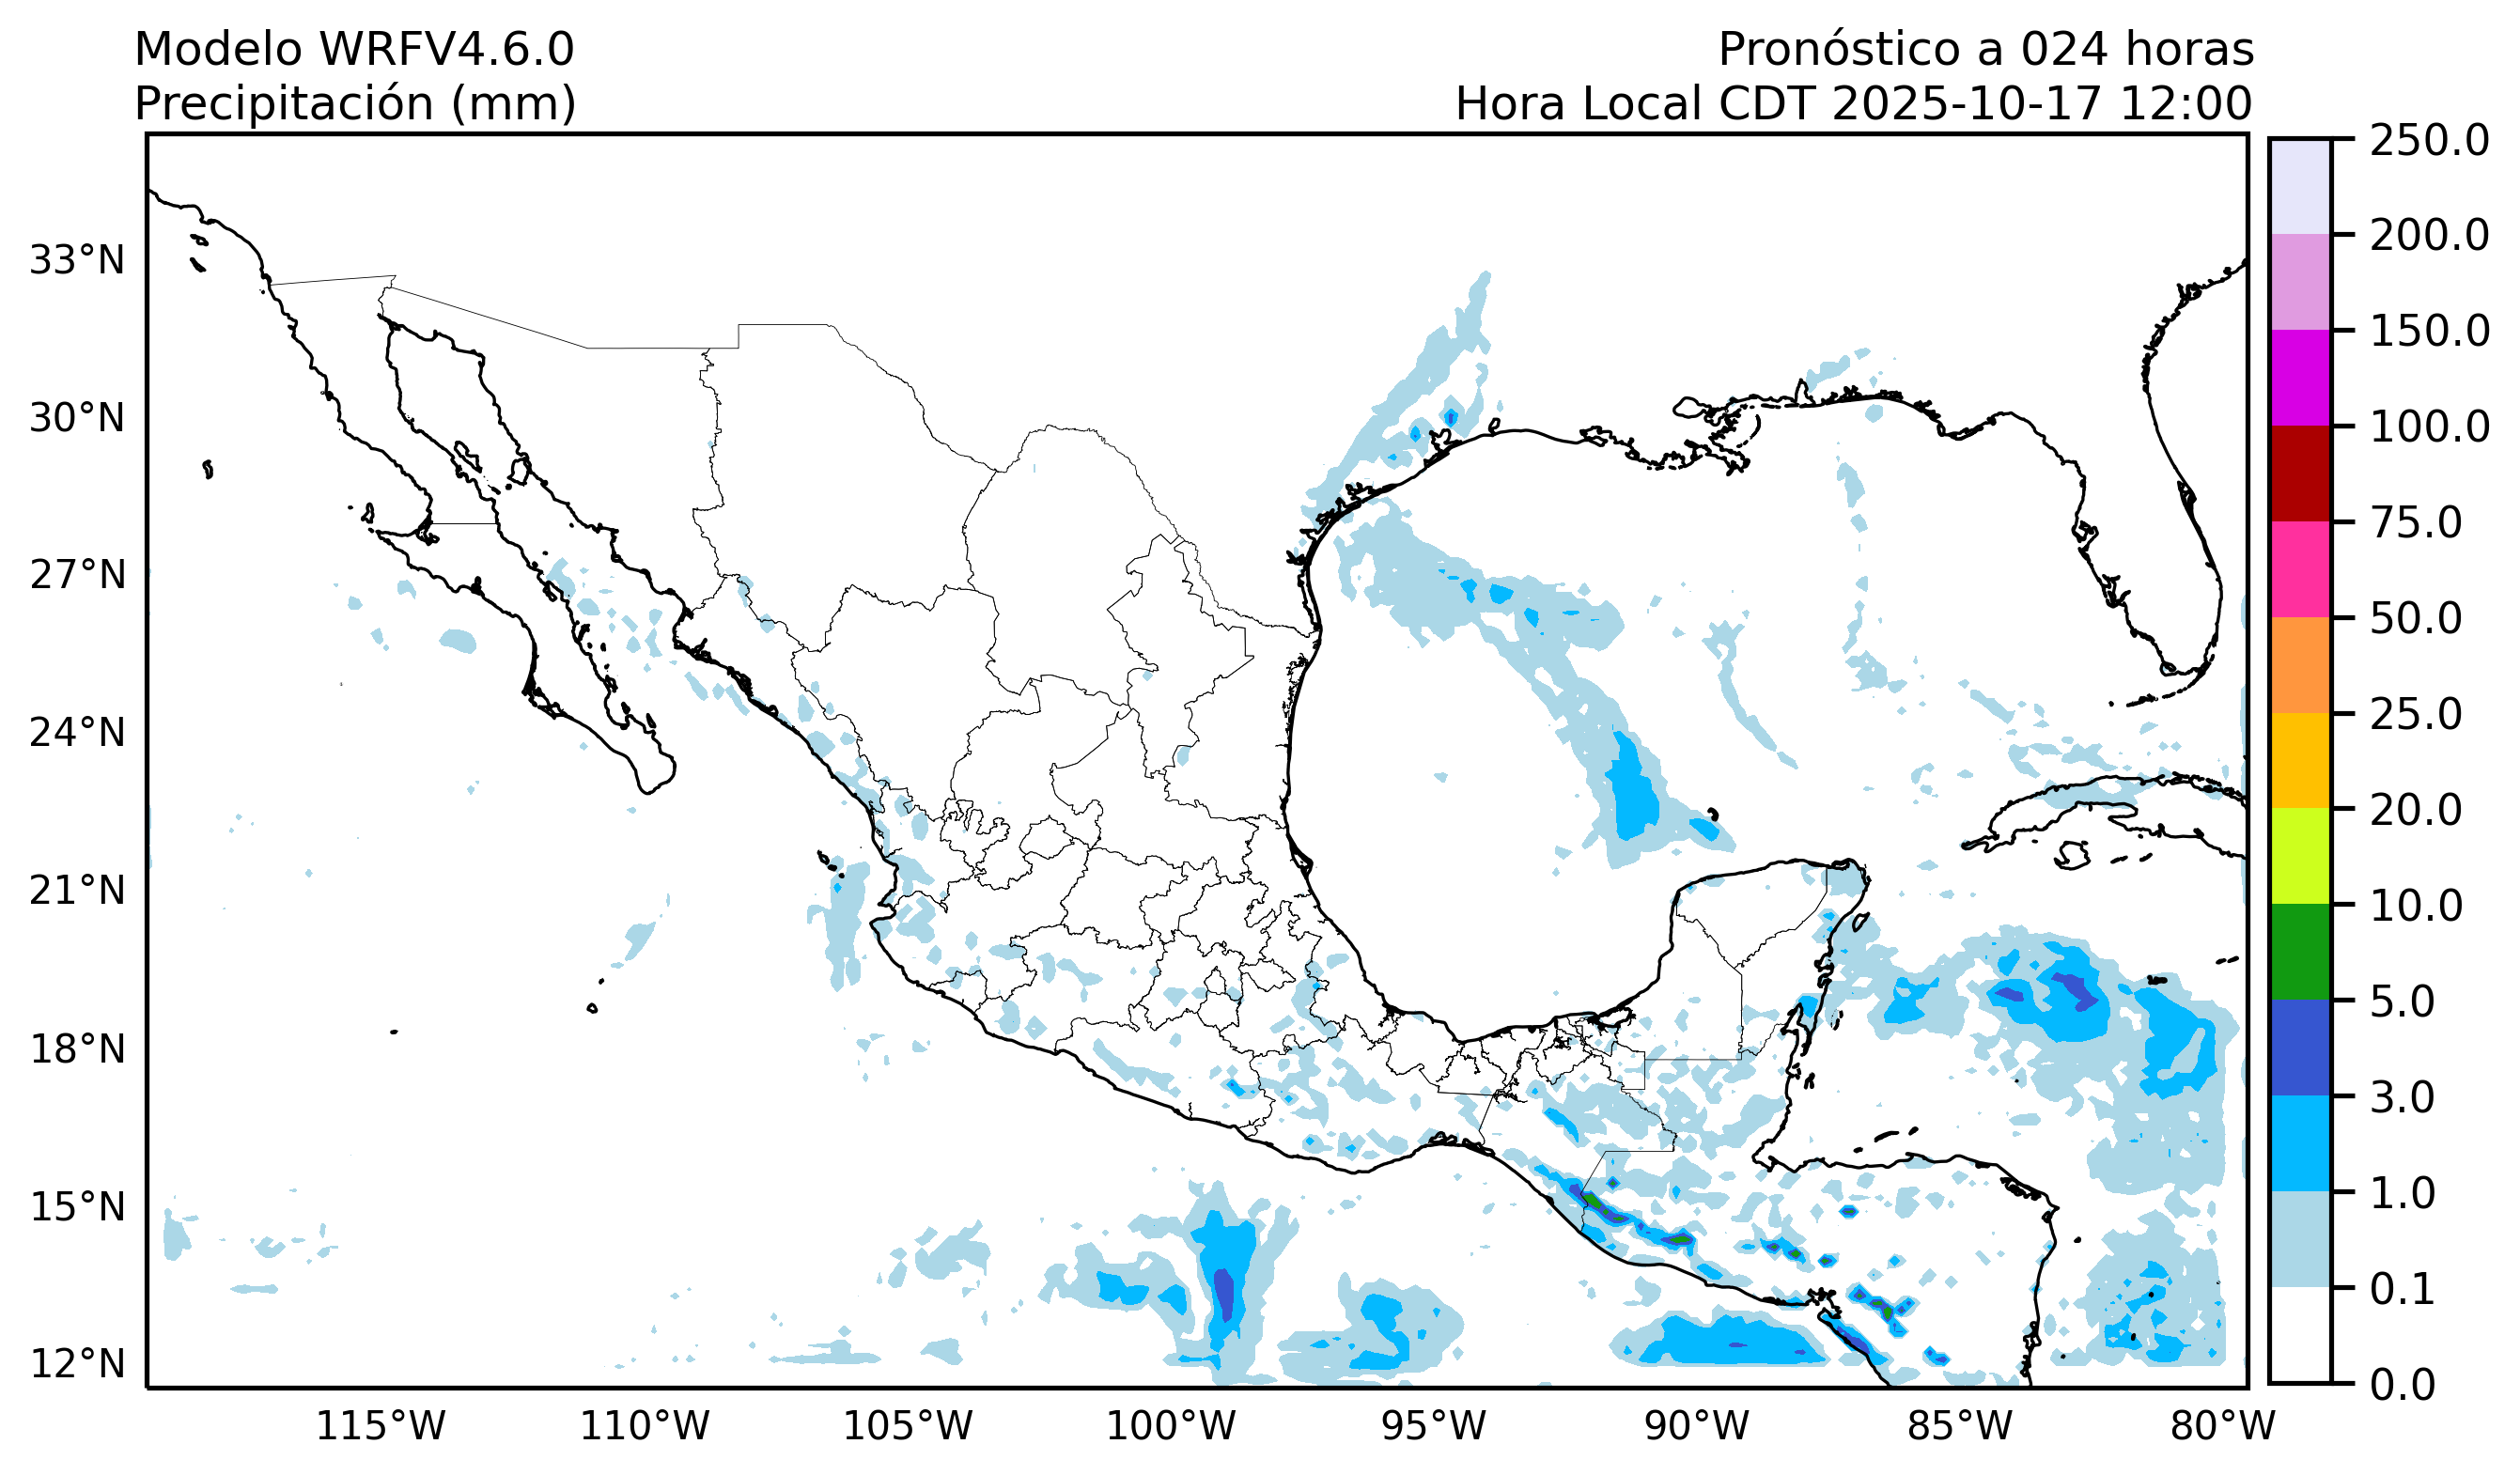 Modelo WRFV4.6.0
Precipitación (mm)
Pronóstico a 024 horas
Hora Local CDT 2025-10-17 12:00
33°N
30°N
27°N
24°N
21°N
18°N
15°N
12°N
115°W
110°W
105°W
100°W
95°W
90°W
85°W
80°W
250.0
200.0
150.0
100.0
75.0
50.0
25.0
20.0
10.0
5.0
3.0
1.0
0.1
0.0